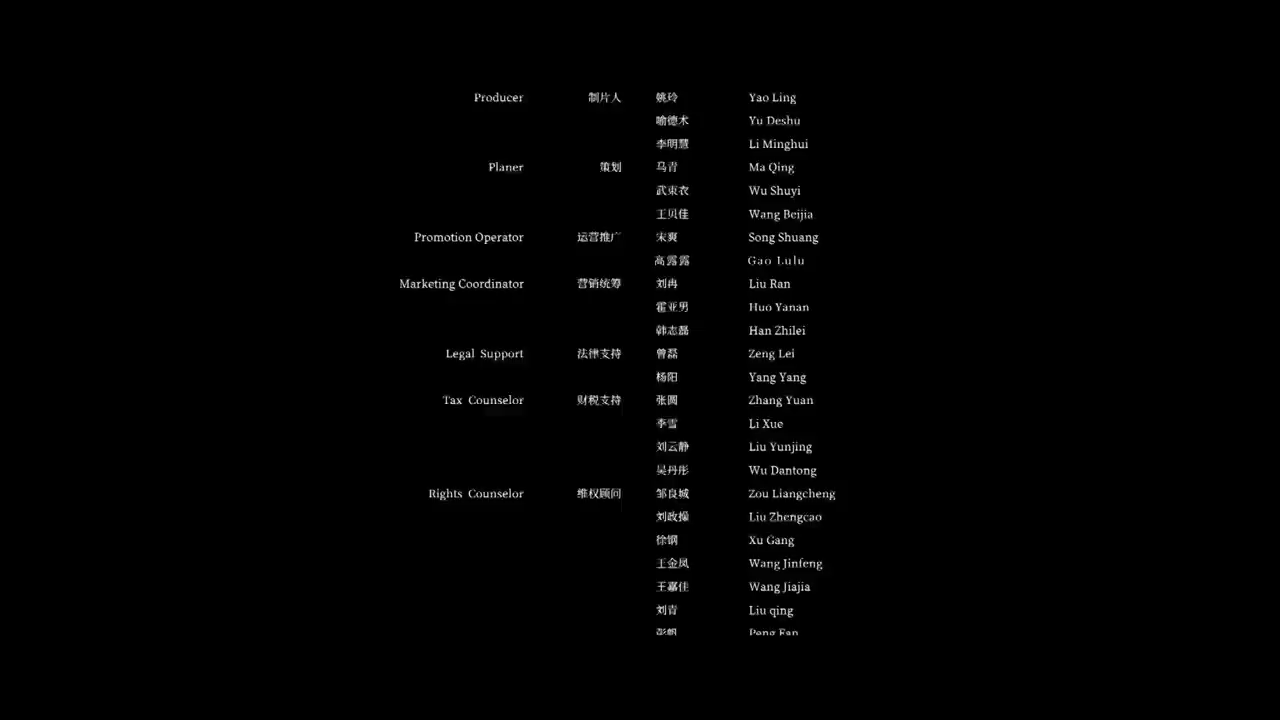 Producer 制片人 姚玲 Yao Ling
喻德术 Yu Deshu
李明慧 Li Minghui
Planer 策划 马青 Ma Qing
武束衣 Wu Shuyi
王贝佳 Wang Beijia
Promotion Operator 运营推广 宋爽 Song Shuang
高露露 Gao Lulu
Marketing Coordinator 营销统筹 刘冉 Liu Ran
霍亚男 Huo Yanan
韩志磊 Han Zhilei
Legal Support 法律支持 曾磊 Zeng Lei
杨阳 Yang Yang
Tax Counselor 财税支持 张圆 Zhang Yuan
李雪 Li Xue
刘云静 Liu Yunjing
吴丹彤 Wu Dantong
Rights Counselor 维权顾问 邹良城 Zou Liangcheng
刘政操 Liu Zhengcao
徐钢 Xu Gang
王金凤 Wang Jinfeng
王嘉佳 Wang Jiajia
刘青 Liu qing
彭帆 Peng Fan